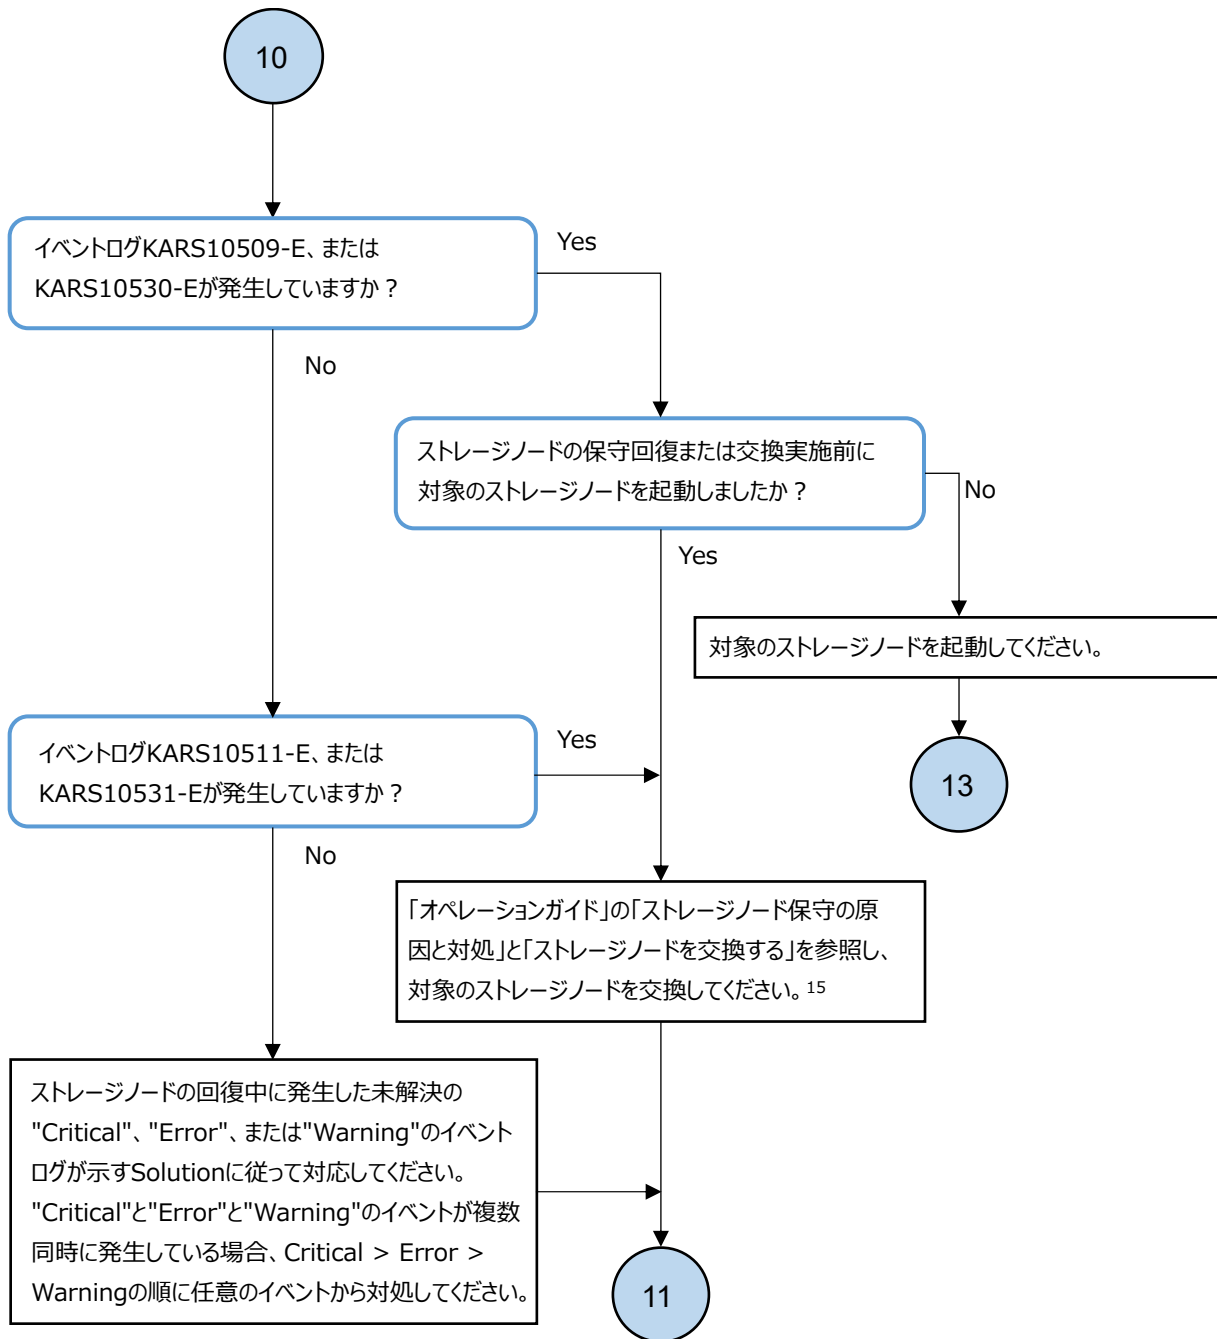 10
イベントログKARS10509-E、または
KARS10530-Eが発生していますか？
Yes
No
ストレージノードの保守回復または交換実施前に
対象のストレージノードを起動しましたか？
No
Yes
対象のストレージノードを起動してください。
13
イベントログKARS10511-E、または
KARS10531-Eが発生していますか？
Yes
No
「オペレーションガイド」の「ストレージノード保守の原
因と対処」と「ストレージノードを交換する」を参照し、
対象のストレージノードを交換してください。15
ストレージノードの回復中に発生した未解決の
"Critical"、"Error"、または"Warning"のイベント
ログが示すSolutionに従って対応してください。
"Critical"と"Error"と"Warning"のイベントが複数
同時に発生している場合、Critical > Error >
Warningの順に任意のイベントから対処してください。
11